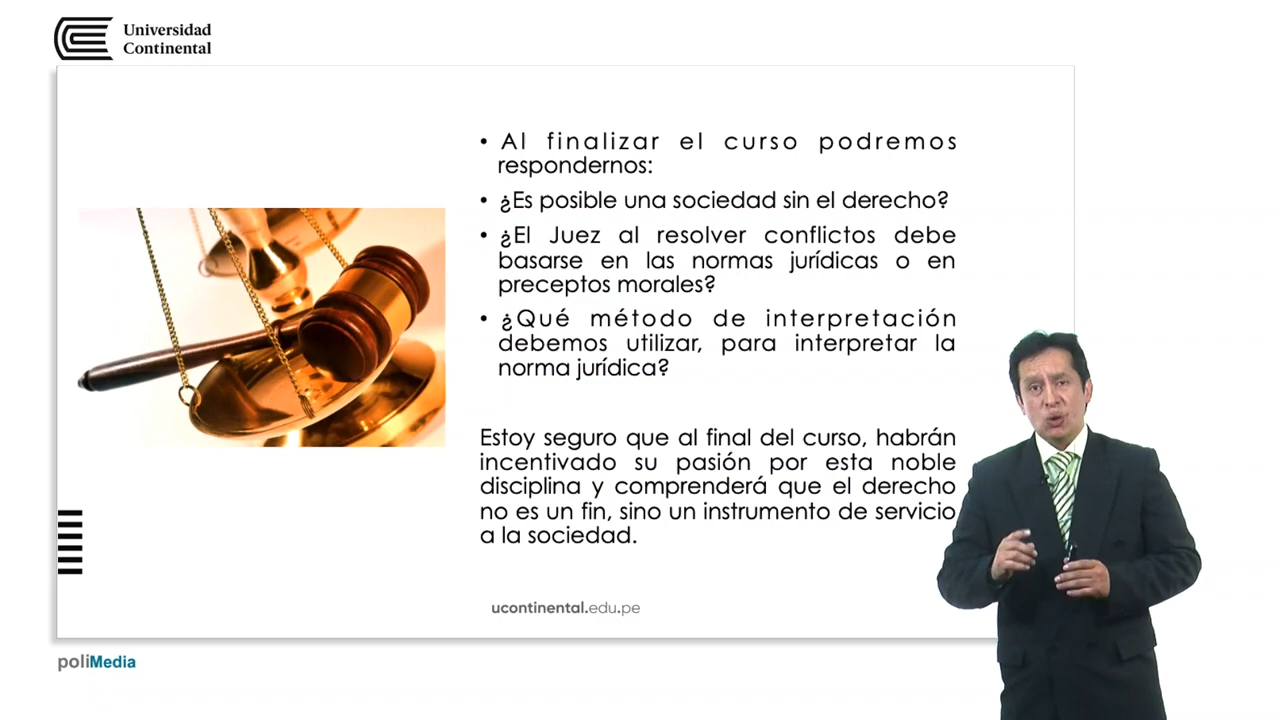 Universidad
Continental
• Al finalizar el curso podremos
respondernos:
• ¿Es posible una sociedad sin el derecho?
• ¿El Juez al resolver conflictos debe
basarse en las normas jurídicas o en
preceptos morales?
• ¿Qué método de interpretación
debemos utilizar, para interpretar la
norma jurídica?
Estoy seguro que al final del curso, habrán
incentivado su pasión por esta noble
disciplina y comprenderá que el derecho
no es un fin, sino un instrumento de servicio
a la sociedad.
ucontinental.edu.pe
poliMedia